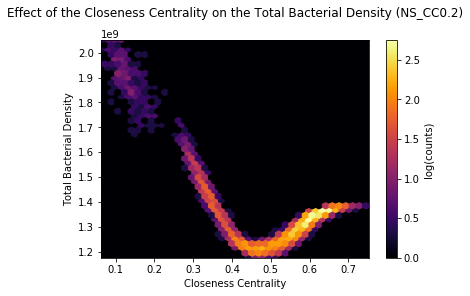 Effect of the Closeness Centrality on the Total Bacterial Density (NS_CC0.2)
1e9
2.0
1.9
1.8
1.7
1.6
1.5
1.4
1.3
1.2
Total Bacterial Density
0.1 0.2 0.3 0.4 0.5 0.6 0.7
Closeness Centrality
2.5
2.0
1.5
1.0
0.5
0.0
log(counts)